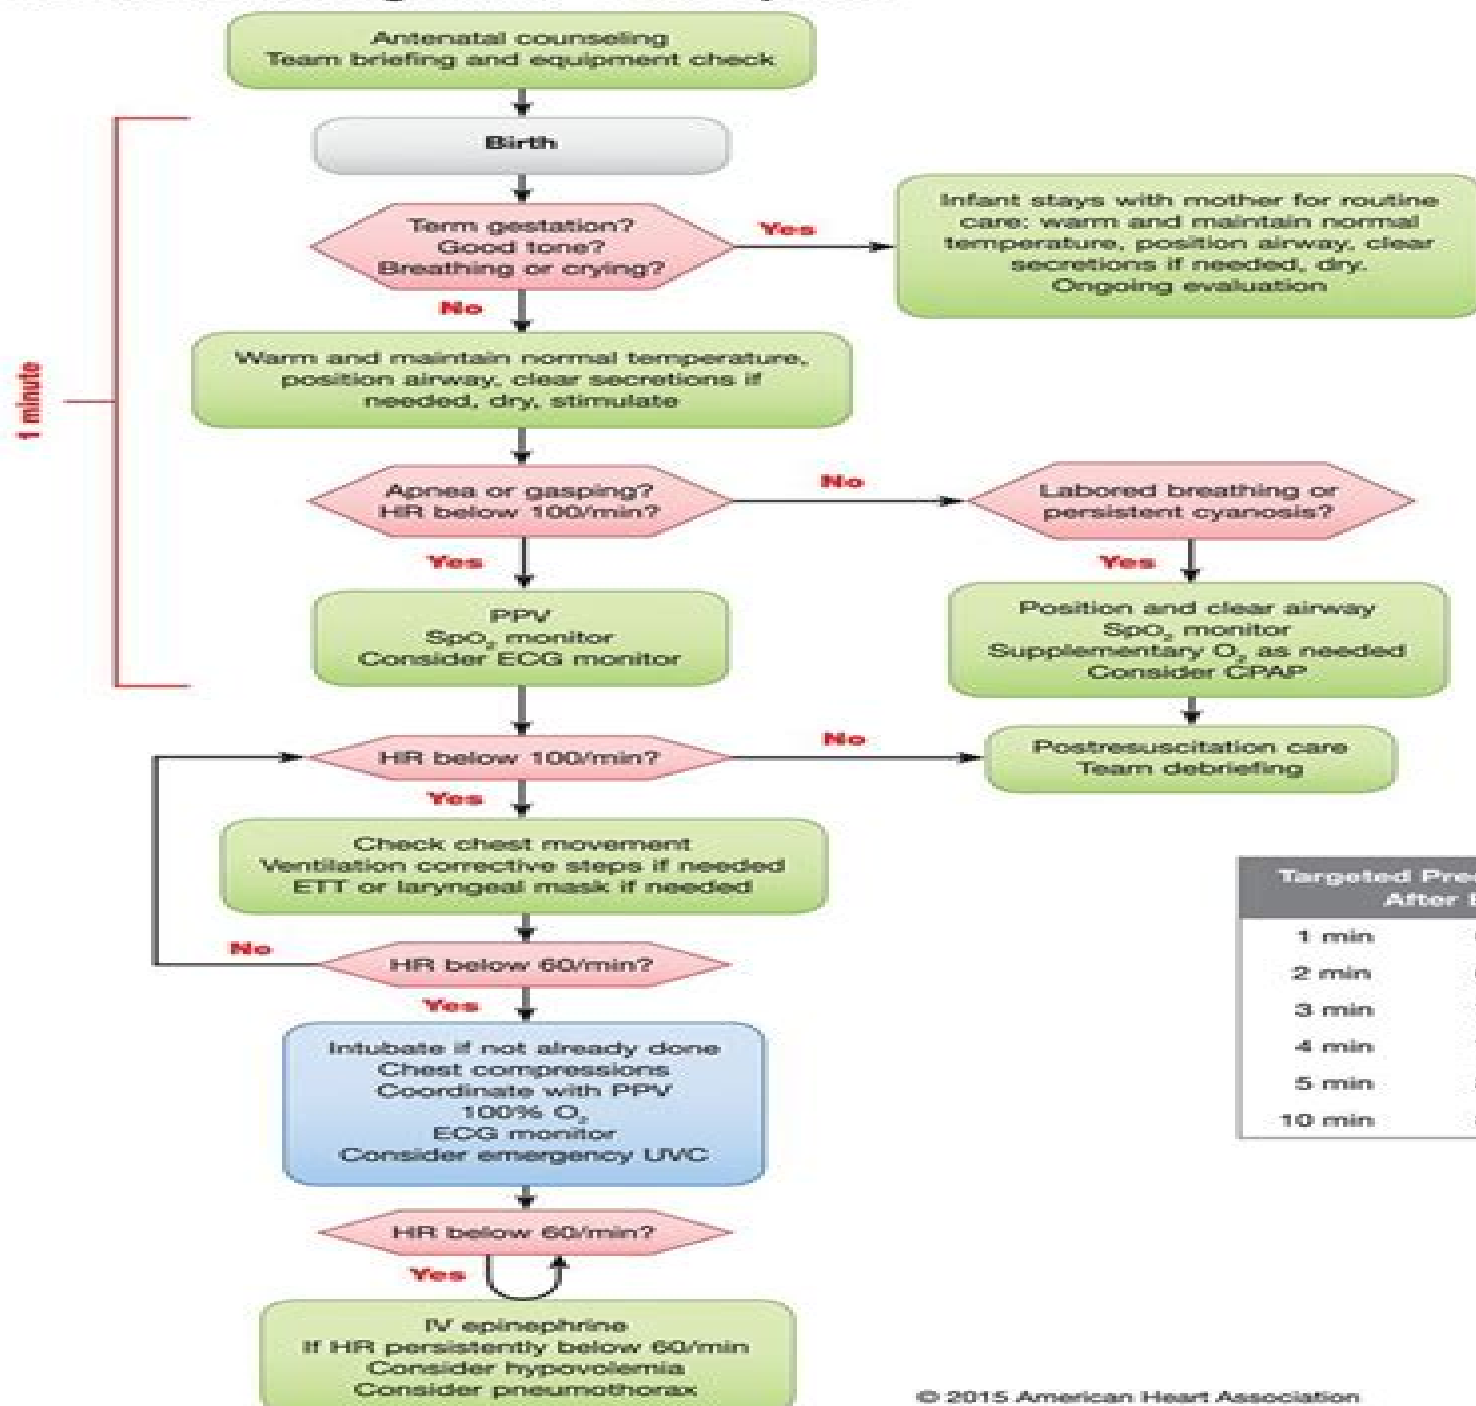 Antenatal counseling
Team briefing and equipment check
Birth
Term gestation?
Good tone?
Breathing or crying?
Yes
Infant stays with mother for routine
care: warm and maintain normal
temperature, position airway, clear
secretions if needed, dry.
Ongoing evaluation
No
Warm and maintain normal temperature,
position airway, clear secretions if
needed, dry, stimulate
1 minute
Apnea or gasping?
HR below 100/min?
No
Labored breathing or
persistent cyanosis?
Yes
Yes
PPV
SpO₂ monitor
Consider ECG monitor
Position and clear airway
SpO₂ monitor
Supplementary O₂ as needed
Consider CPAP
HR below 100/min?
No
Postresuscitation care
Team debriefing
Yes
Check chest movement
Ventilation corrective steps if needed
ETT or laryngeal mask if needed
Targeted
After
1 min
2 min
3 min
4 min
5 min
10 min
No
HR below 60/min?
Yes
Intubate if not already done
Chest compressions
Coordinate with PPV
100% O₂
ECG monitor
Consider emergency UVC
HR below 60/min?
Yes
IV epinephrine
If HR persistently below 60/min
Consider hypovolemia
Consider pneumothorax
© 2015 American Heart Association